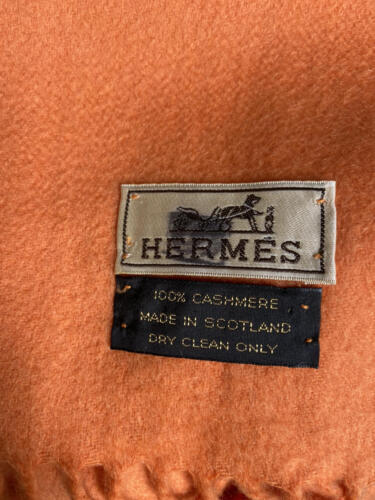 HERMÈS
100% CASHMERE
MADE IN SCOTLAND
DRY CLEAN ONLY